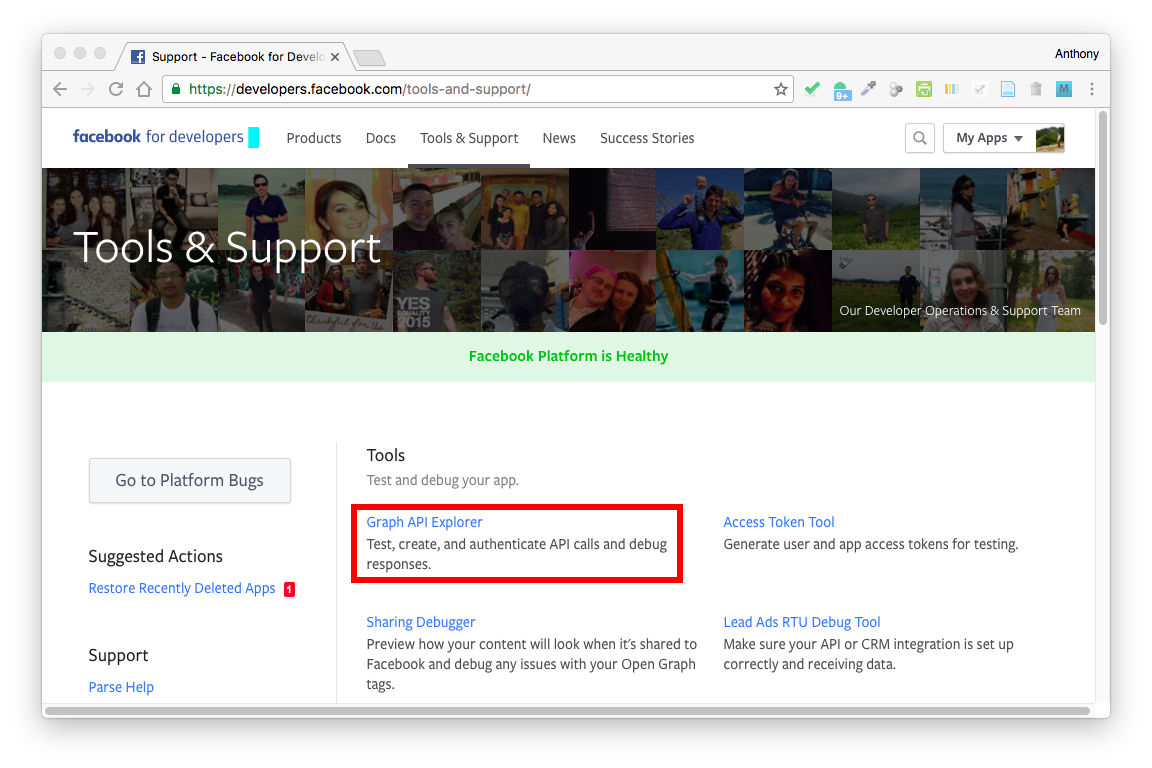 Support - Facebook for Develo
Anthony
https://developers.facebook.com/tools-and-support/
9+
M
facebook for developers
Products
Docs
Tools & Support
News
Success Stories
My Apps
Tools & Support
YES
EQUALITY
2015
thankful for
Our Developer Operations & Support Team
Facebook Platform is Healthy
Go to Platform Bugs
Suggested Actions
Restore Recently Deleted Apps 1
Support
Parse Help
Tools
Test and debug your app.
Graph API Explorer
Test, create, and authenticate API calls and debug
responses.
Access Token Tool
Generate user and app access tokens for testing.
Sharing Debugger
Preview how your content will look when it's shared to
Facebook and debug any issues with your Open Graph
tags.
Lead Ads RTU Debug Tool
Make sure your API or CRM integration is set up
correctly and receiving data.